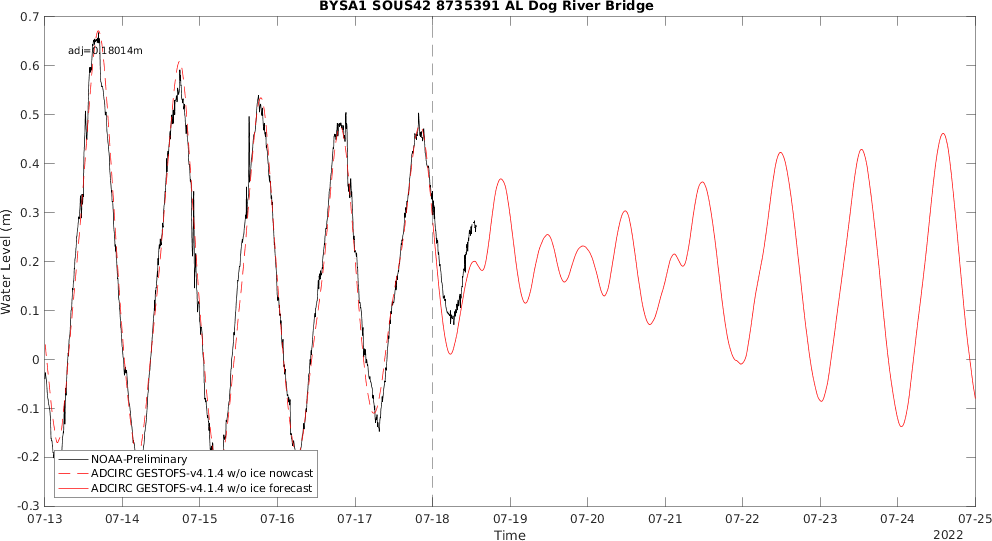 BYSA1 SOUS42 8735391 AL Dog River Bridge
adj=0.18014m
Water Level (m)
0.7
0.6
0.5
0.4
0.3
0.2
0.1
0
-0.1
-0.2
-0.3
NOAA-Preliminary
ADCIRC GESTOFS-v4.1.4 w/o ice nowcast
ADCIRC GESTOFS-v4.1.4 w/o ice forecast
07-13 07-14 07-15 07-16 07-17 07-18 07-19 07-20 07-21 07-22 07-23 07-24 07-25
Time
2022